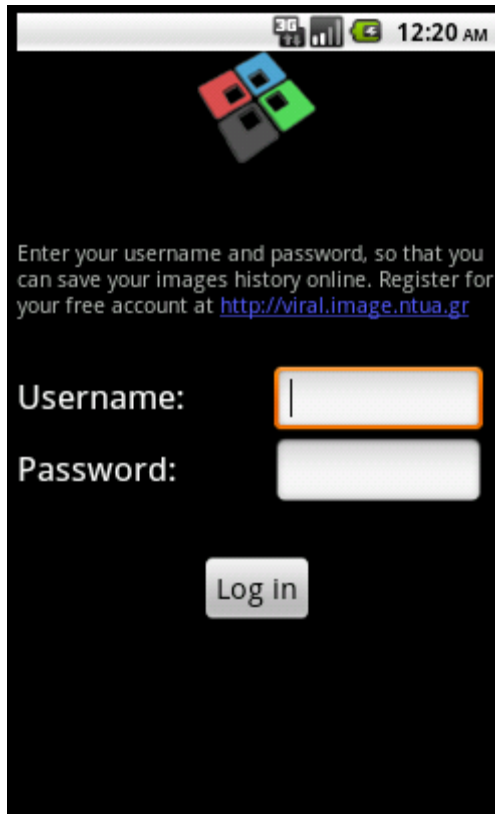 3G 12:20 AM
Enter your username and password, so that you
can save your images history online. Register for
your free account at http://viral.image.ntua.gr
Username:
Password:
Log in